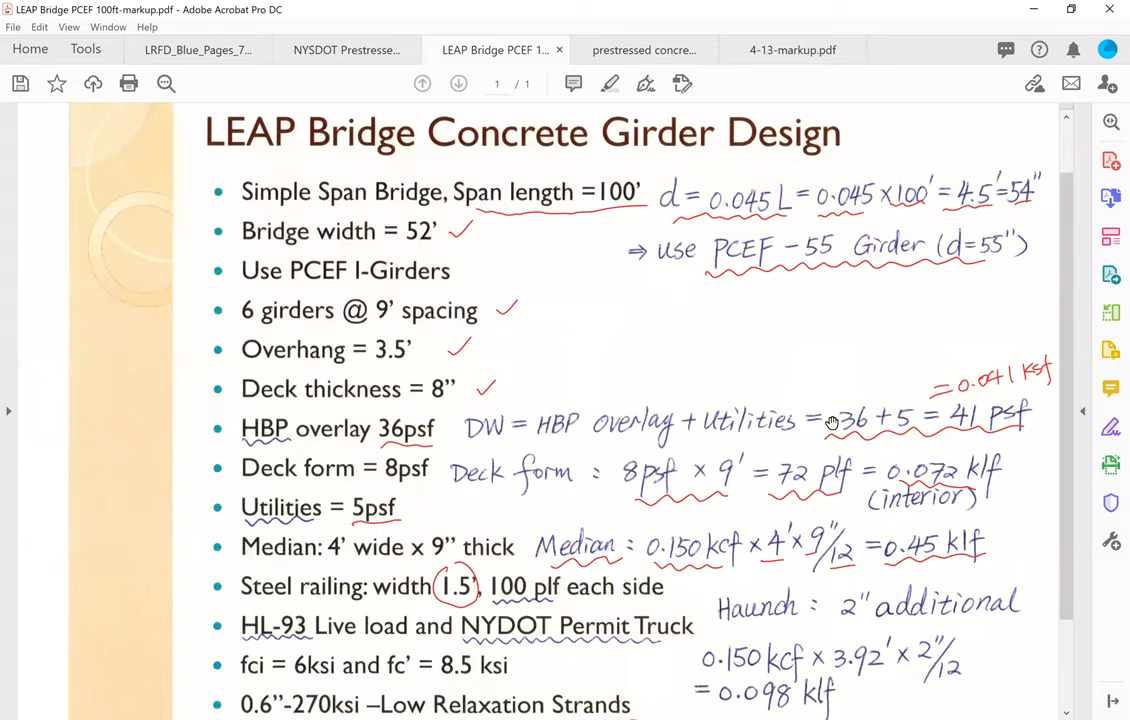 LEAP Bridge PCEF 100ft-markup.pdf - Adobe Acrobat Pro DC
File Edit View Window Help
Home Tools LRFD_Blue_Pages_7... NYSDOT Prestresse... LEAP Bridge PCEF 1... × prestressed concre... 4-13-markup.pdf
1 / 1
LEAP Bridge Concrete Girder Design
• Simple Span Bridge, Span length =100' d = 0.045 L = 0.045 × 100' = 4.5' = 54"
• Bridge width = 52' ✓ ⇒ use PCEF - 55 Girder (d=55")
• Use PCEF I-Girders
• 6 girders @ 9' spacing ✓
• Overhang = 3.5' ✓
• Deck thickness = 8" ✓ = 0.041 ksf
• HBP overlay 36psf DW = HBP overlay + Utilities = 36 + 5 = 41 psf
• Deck form = 8psf Deck form : 8psf × 9' = 72 plf = 0.072 klf
(interior)
• Utilities = 5psf
• Median: 4' wide x 9" thick Median : 0.150 kcf × 4' × 9"/12 = 0.45 klf
• Steel railing: width 1.5', 100 plf each side
Haunch : 2" additional
• HL-93 Live load and NYDOT Permit Truck
0.150 kcf × 3.92' × 2"/12
• fci = 6ksi and fc' = 8.5 ksi
= 0.098 klf
• 0.6"-270ksi –Low Relaxation Strands